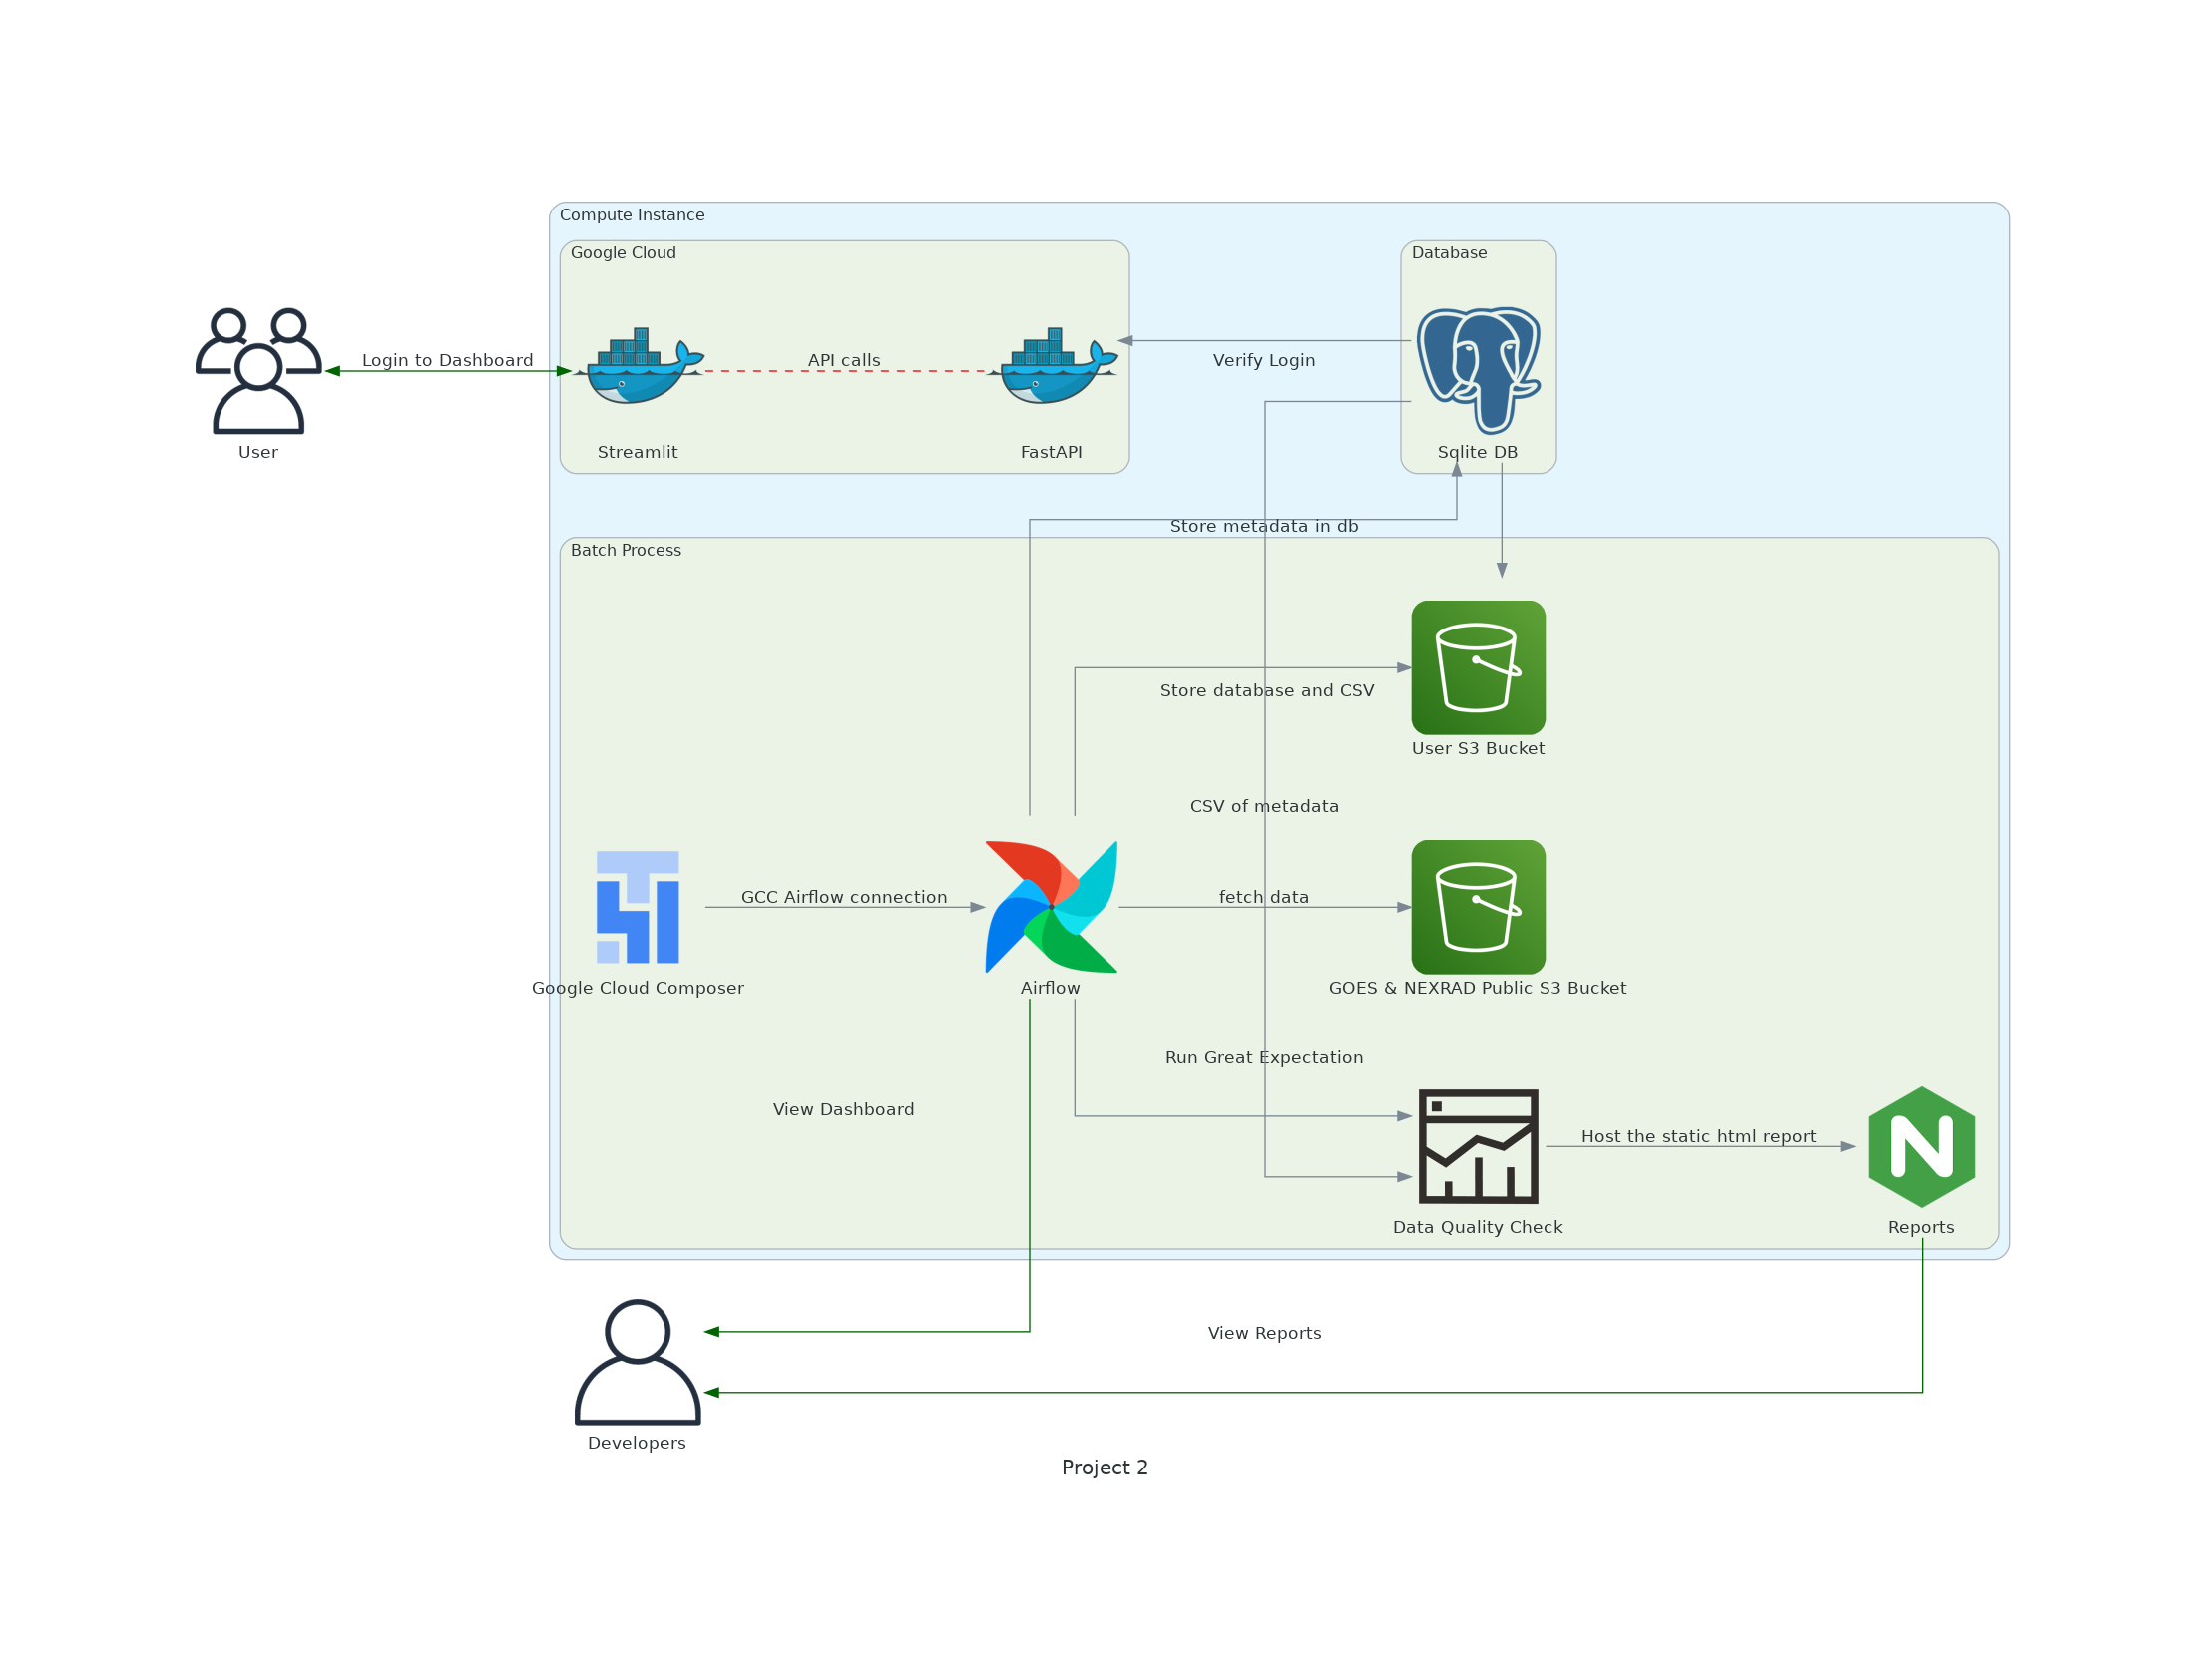 Compute Instance
Google Cloud
Database
Login to Dashboard
API calls
Verify Login
User
Streamlit
FastAPI
Sqlite DB
Store metadata in db
Batch Process
Store database and CSV
User S3 Bucket
CSV of metadata
GCC Airflow connection
fetch data
Google Cloud Composer
Airflow
GOES & NEXRAD Public S3 Bucket
Run Great Expectation
View Dashboard
Host the static html report
Data Quality Check
Reports
View Reports
Developers
Project 2